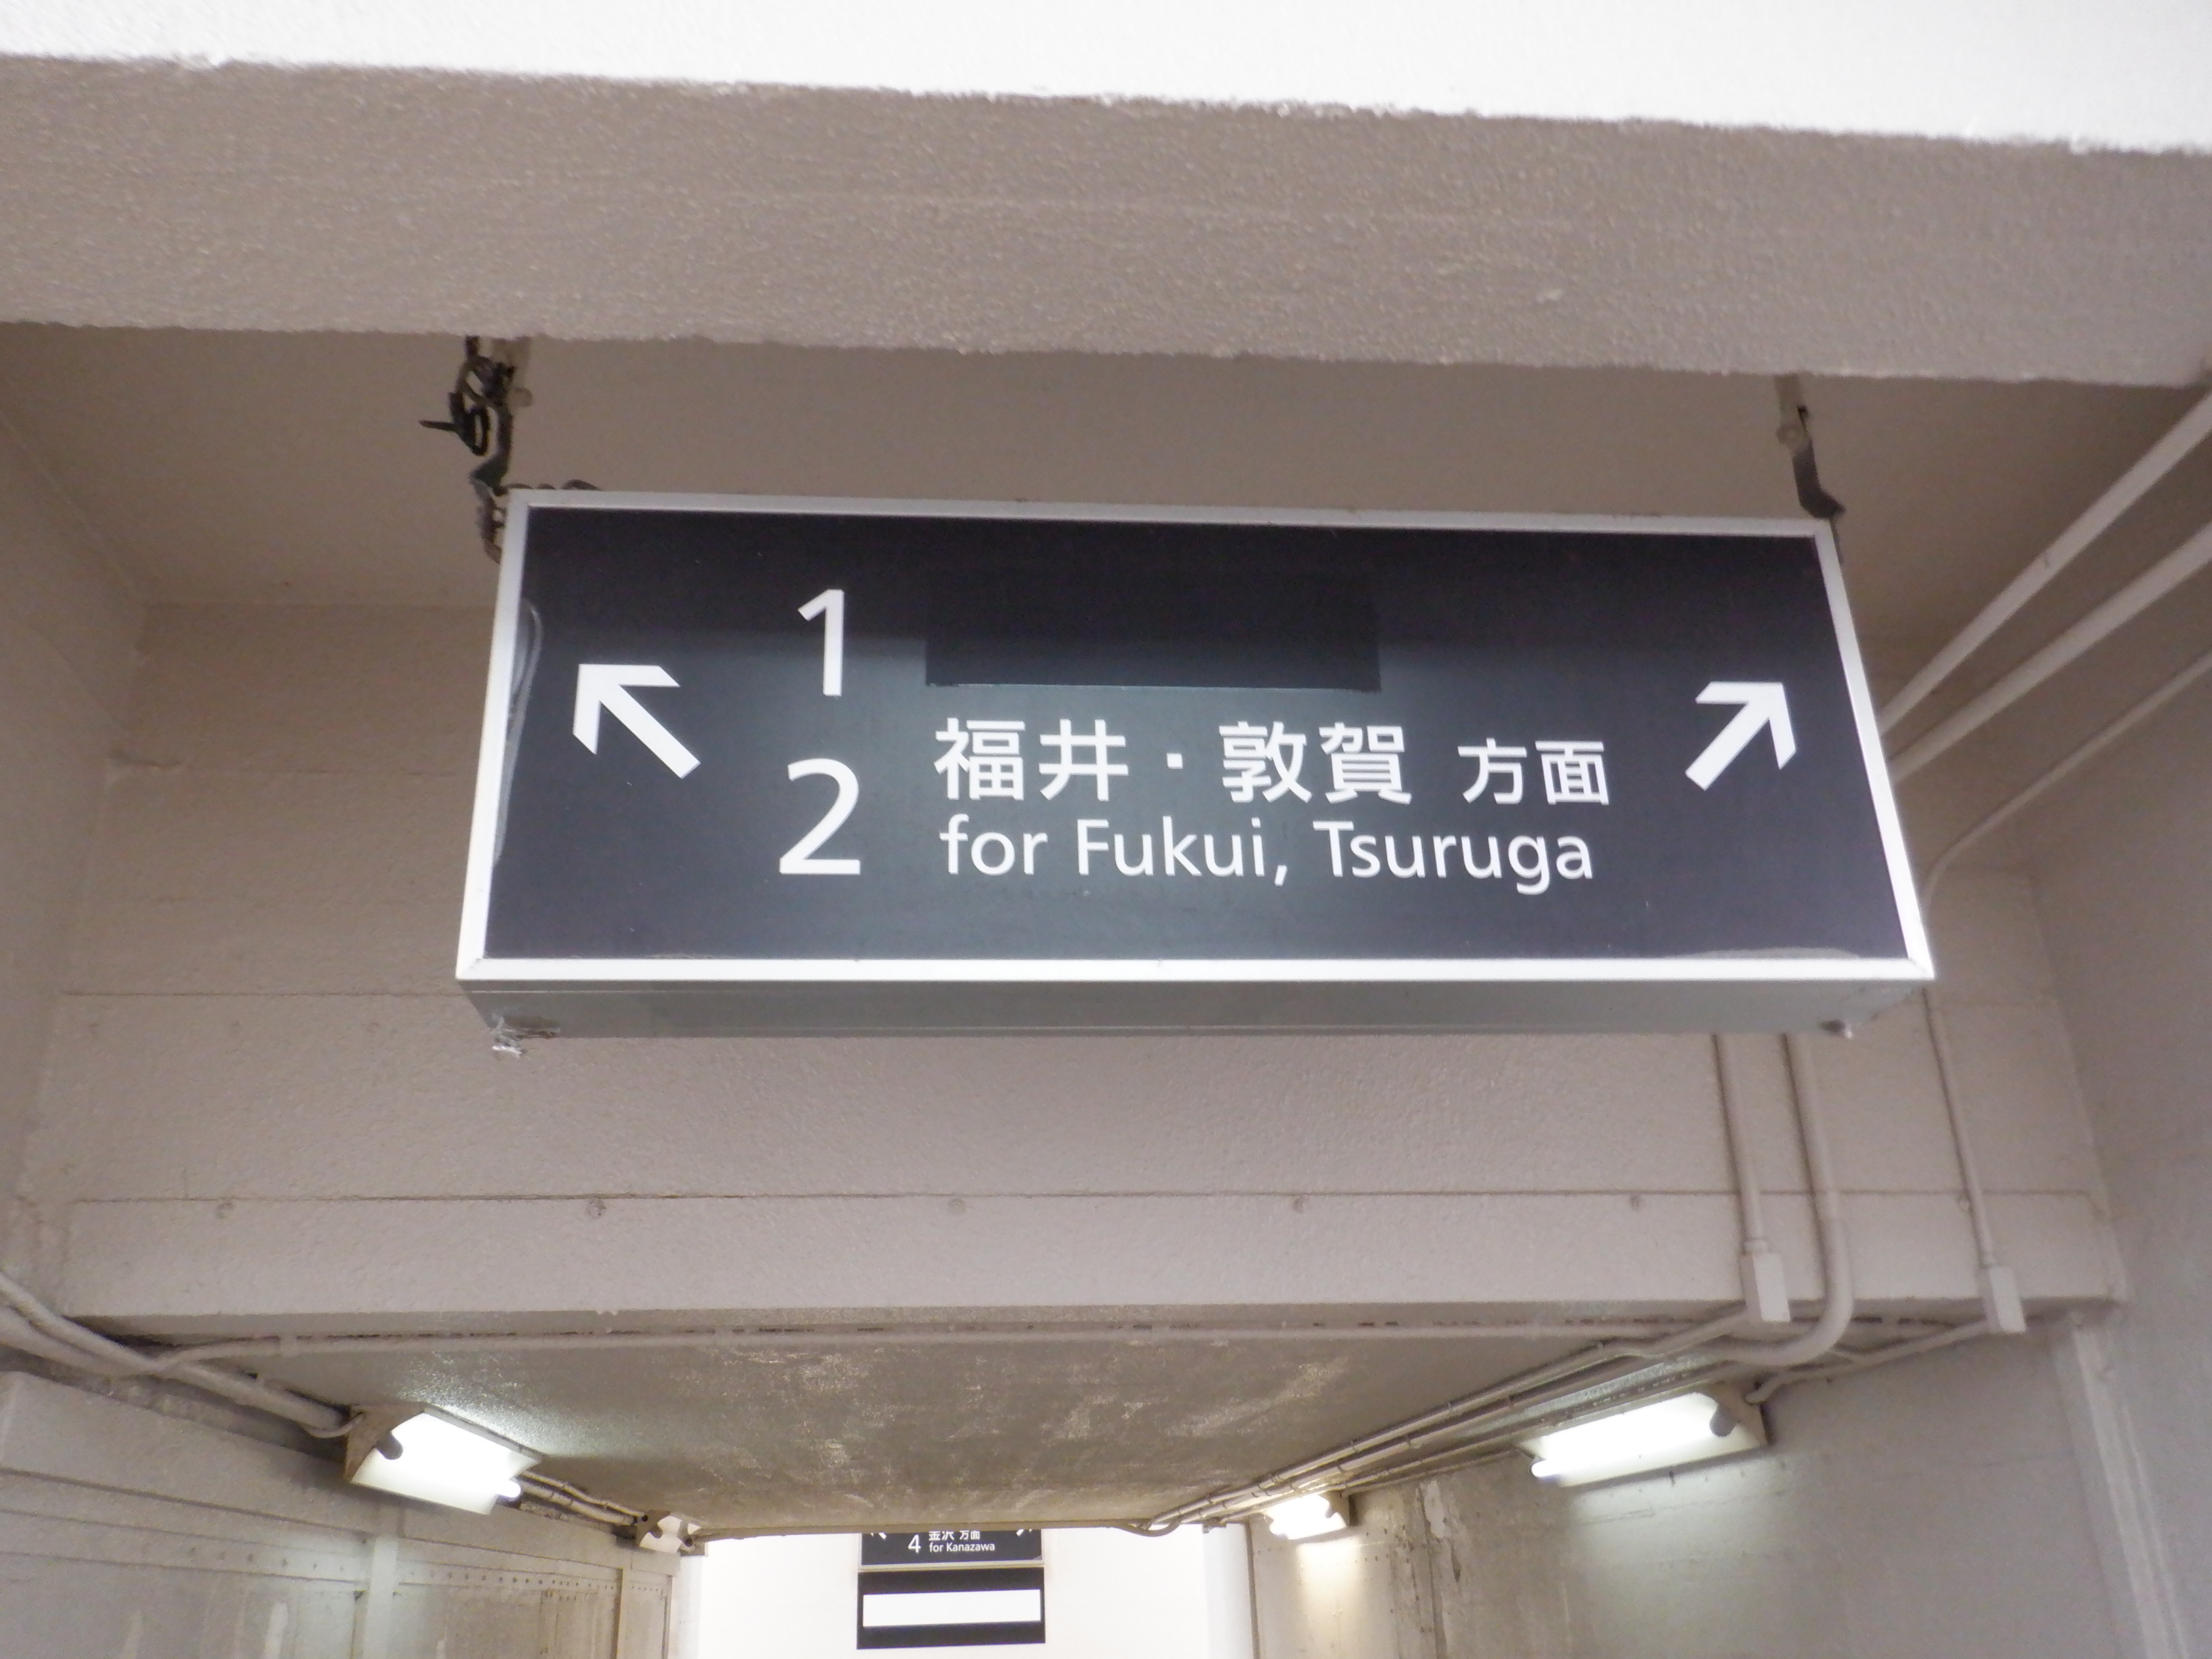 1
2
福井・敦賀 方面
for Fukui, Tsuruga
金沢 方面
4
for Kanazawa